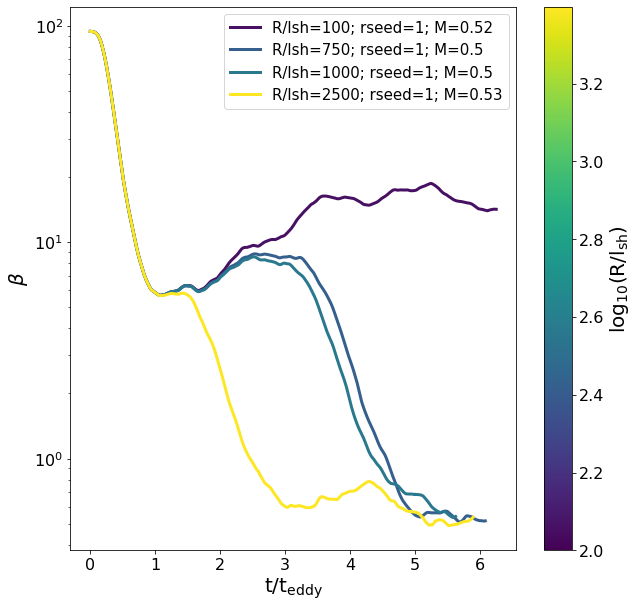 R/lsh=100; rseed=1; M=0.52
R/lsh=750; rseed=1; M=0.5
R/lsh=1000; rseed=1; M=0.5
R/lsh=2500; rseed=1; M=0.53
10²
10¹
10⁰
β
0 1 2 3 4 5 6
t/t_eddy
3.2
3.0
2.8
2.6
2.4
2.2
2.0
log₁₀(R/l_sh)